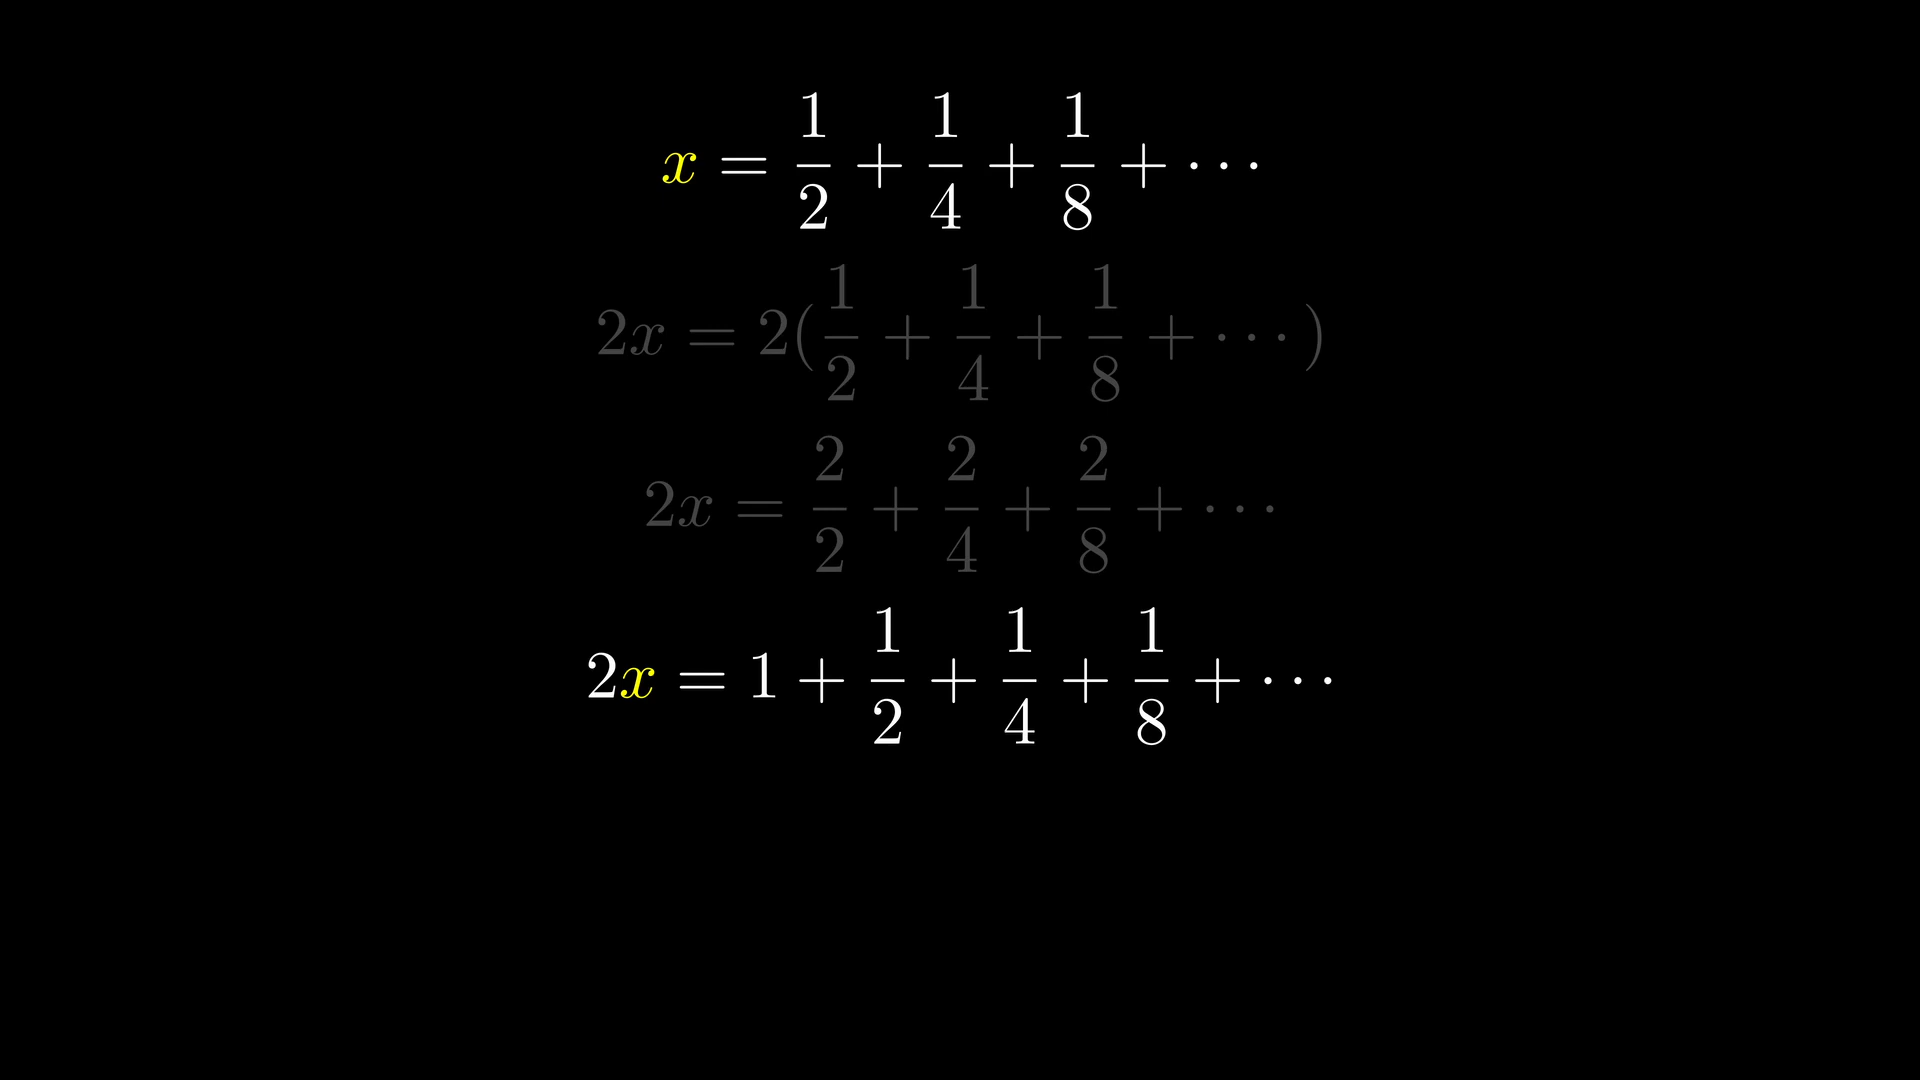 x = 1/2 + 1/4 + 1/8 + ⋯
2x = 2(1/2 + 1/4 + 1/8 + ⋯)
2x = 2/2 + 2/4 + 2/8 + ⋯
2x = 1 + 1/2 + 1/4 + 1/8 + ⋯